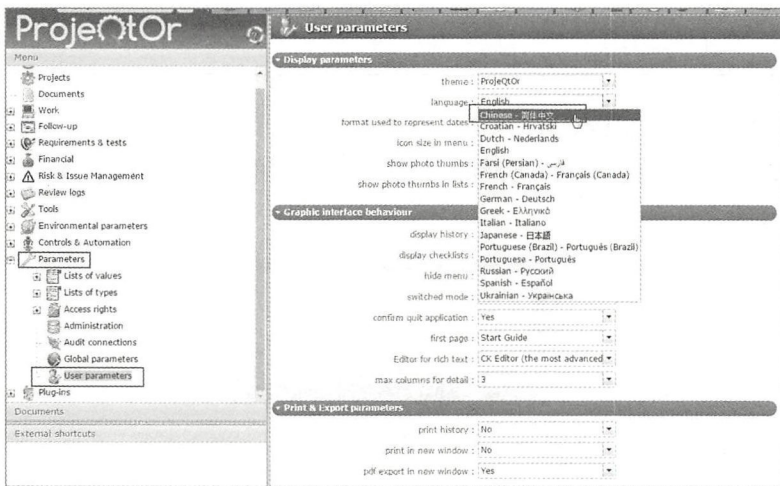 ProjeQtOr
User parameters
Menu
Projects
Documents
Work
Follow-up
Requirements & tests
Financial
Risk & Issue Management
Review logs
Tools
Environmental parameters
Controls & Automation
Parameters
Lists of values
Lists of types
Access rights
Administration
Audit connections
Global parameters
User parameters
Plug-ins
Documents
External shortcuts
Display parameters
theme : ProjeQtOr
language : English
format used to represent dates :
Icon size in menu :
show photo thumbs :
show photo thumbs in lists :
Chinese - 简体中文
Croatian - Hrvatski
Dutch - Nederlands
English
Farsi (Persian) - فارسی
French (Canada) - Français (Canada)
French - Français
German - Deutsch
Greek - Ελληνικά
Italian - Italiano
Japanese - 日本語
Portuguese (Brazil) - Português (Brazil)
Portuguese - Português
Russian - Русский
Spanish - Español
Ukrainian - Українська
Graphic interface behaviour
display history :
display checklists :
hide menu :
switched mode :
confirm quit application : Yes
first page : Start Guide
Editor for rich text : CK Editor (the most advanced
max columns for detail : 3
Print & Export parameters
print history : No
print in new window : No
pdf export in new window : Yes